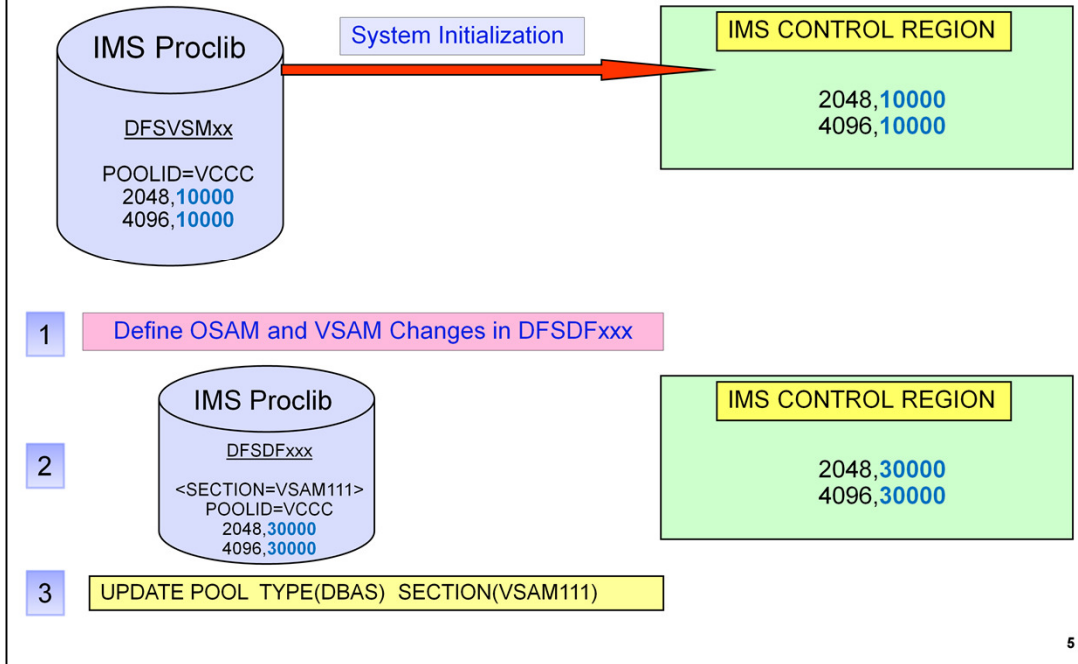 IMS Proclib
DFSVSMxx
POOLID=VCCC
2048,10000
4096,10000
System Initialization
IMS CONTROL REGION
2048,10000
4096,10000
1
Define OSAM and VSAM Changes in DFSDFxxx
2
IMS Proclib
DFSDFxxx
<SECTION=VSAM111>
POOLID=VCCC
2048,30000
4096,30000
IMS CONTROL REGION
2048,30000
4096,30000
3
UPDATE POOL TYPE(DBAS) SECTION(VSAM111)
5